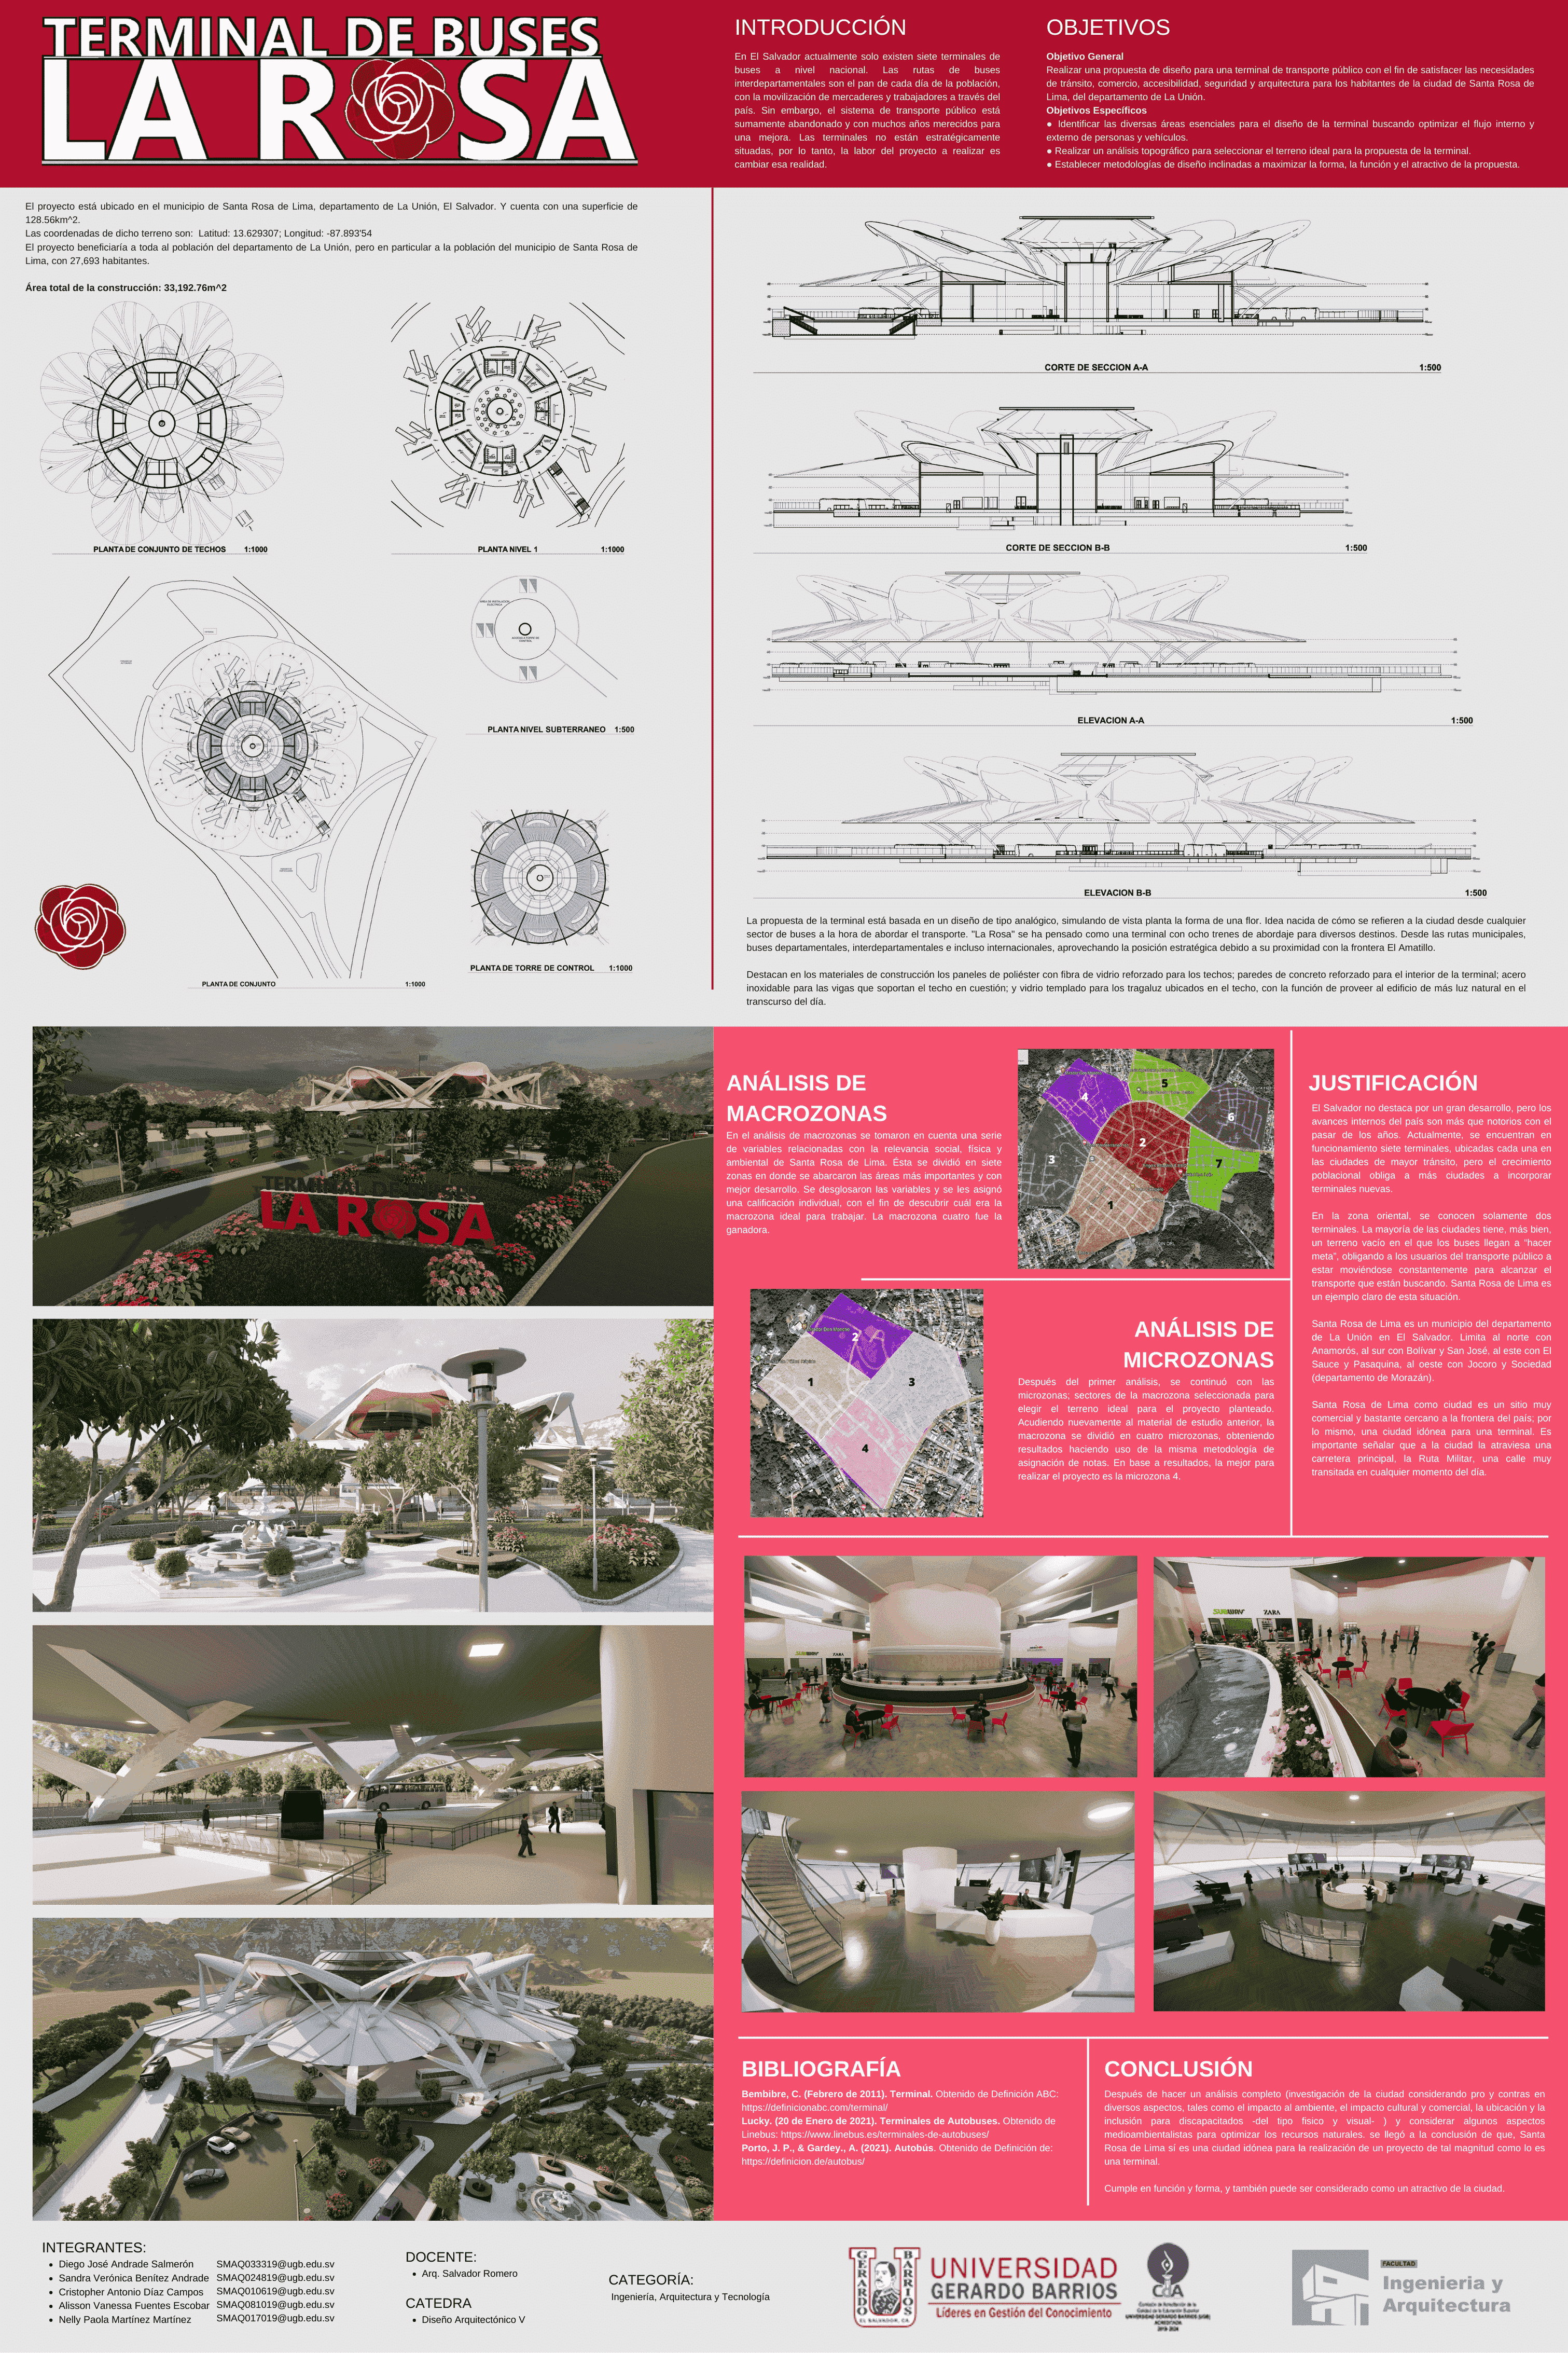 TERMINAL DE BUSES
LA ROSA
INTRODUCCIÓN
En El Salvador actualmente solo existen siete terminales de
buses a nivel nacional. Las rutas de buses
interdepartamentales son el pan de cada día de la población,
con la movilización de mercaderes y trabajadores a través del
país. Sin embargo, el sistema de transporte público está
sumamente abandonado y con muchos años merecidos para
una mejora. Las terminales no están estratégicamente
situadas, por lo tanto, la labor del proyecto a realizar es
cambiar esa realidad.
OBJETIVOS
Objetivo General
Realizar una propuesta de diseño para una terminal de transporte público con el fin de satisfacer las necesidades
de tránsito, comercio, accesibilidad, seguridad y arquitectura para los habitantes de la ciudad de Santa Rosa de
Lima, del departamento de La Unión.
Objetivos Específicos
● Identificar las diversas áreas esenciales para el diseño de la terminal buscando optimizar el flujo interno y
externo de personas y vehículos.
● Realizar un análisis topográfico para seleccionar el terreno ideal para la propuesta de la terminal.
● Establecer metodologías de diseño inclinadas a maximizar la forma, la función y el atractivo de la propuesta.
El proyecto está ubicado en el municipio de Santa Rosa de Lima, departamento de La Unión, El Salvador. Y cuenta con una superficie de
128.56km^2.
Las coordenadas de dicho terreno son: Latitud: 13.629307; Longitud: -87.893'54
El proyecto beneficiaría a toda al población del departamento de La Unión, pero en particular a la población del municipio de Santa Rosa de
Lima, con 27,693 habitantes.
Área total de la construcción: 33,192.76m^2
PLANTA DE CONJUNTO DE TECHOS 1:1000
PLANTA NIVEL 1 1:1000
PLANTA NIVEL SUBTERRANEO 1:500
PLANTA DE TORRE DE CONTROL 1:1000
PLANTA DE CONJUNTO 1:1000
CORTE DE SECCION A-A 1:500
CORTE DE SECCION B-B 1:500
ELEVACION A-A 1:500
ELEVACION B-B 1:500
La propuesta de la terminal está basada en un diseño de tipo analógico, simulando de vista planta la forma de una flor. Idea nacida de cómo se refieren a la ciudad desde cualquier
sector de buses a la hora de abordar el transporte. "La Rosa" se ha pensado como una terminal con ocho trenes de abordaje para diversos destinos. Desde las rutas municipales,
buses departamentales, interdepartamentales e incluso internacionales, aprovechando la posición estratégica debido a su proximidad con la frontera El Amatillo.
Destacan en los materiales de construcción los paneles de poliéster con fibra de vidrio reforzado para los techos; paredes de concreto reforzado para el interior de la terminal; acero
inoxidable para las vigas que soportan el techo en cuestión; y vidrio templado para los tragaluz ubicados en el techo, con la función de proveer al edificio de más luz natural en el
transcurso del día.
TERMINAL
LA ROSA
ANÁLISIS DE
MACROZONAS
En el análisis de macrozonas se tomaron en cuenta una serie
de variables relacionadas con la relevancia social, física y
ambiental de Santa Rosa de Lima. Ésta se dividió en siete
zonas en donde se abarcaron las áreas más importantes y con
mejor desarrollo. Se desglosaron las variables y se les asignó
una calificación individual, con el fin de descubrir cuál era la
macrozona ideal para trabajar. La macrozona cuatro fue la
ganadora.
4
5
6
3
2
7
1
2
1
3
4
ANÁLISIS DE
MICROZONAS
Después del primer análisis, se continuó con las
microzonas; sectores de la macrozona seleccionada para
elegir el terreno ideal para el proyecto planteado.
Acudiendo nuevamente al material de estudio anterior, la
macrozona se dividió en cuatro microzonas, obteniendo
resultados haciendo uso de la misma metodología de
asignación de notas. En base a resultados, la mejor para
realizar el proyecto es la microzona 4.
JUSTIFICACIÓN
El Salvador no destaca por un gran desarrollo, pero los
avances internos del país son más que notorios con el
pasar de los años. Actualmente, se encuentran en
funcionamiento siete terminales, ubicadas cada una en
las ciudades de mayor tránsito, pero el crecimiento
poblacional obliga a más ciudades a incorporar
terminales nuevas.
En la zona oriental, se conocen solamente dos
terminales. La mayoría de las ciudades tiene, más bien,
un terreno vacío en el que los buses llegan a "hacer
meta", obligando a los usuarios del transporte público a
estar moviéndose constantemente para alcanzar el
transporte que están buscando. Santa Rosa de Lima es
un ejemplo claro de esta situación.
Santa Rosa de Lima es un municipio del departamento
de La Unión en El Salvador. Limita al norte con
Anamorós, al sur con Bolívar y San José, al este con El
Sauce y Pasaquina, al oeste con Jocoro y Sociedad
(departamento de Morazán).
Santa Rosa de Lima como ciudad es un sitio muy
comercial y bastante cercano a la frontera del país; por
lo mismo, una ciudad idónea para una terminal. Es
importante señalar que a la ciudad la atraviesa una
carretera principal, la Ruta Militar, una calle muy
transitada en cualquier momento del día.
ZARA
SUBWAY ZARA
BIBLIOGRAFÍA
Bembibre, C. (Febrero de 2011). Terminal. Obtenido de Definición ABC:
https://definicionabc.com/terminal/
Lucky. (20 de Enero de 2021). Terminales de Autobuses. Obtenido de
Linebus: https://www.linebus.es/terminales-de-autobuses/
Porto, J. P., & Gardey., A. (2021). Autobús. Obtenido de Definición de:
https://definicion.de/autobus/
CONCLUSIÓN
Después de hacer un análisis completo (investigación de la ciudad considerando pro y contras en
diversos aspectos, tales como el impacto al ambiente, el impacto cultural y comercial, la ubicación y la
inclusión para discapacitados -del tipo físico y visual- ) y considerar algunos aspectos
medioambientalistas para optimizar los recursos naturales. se llegó a la conclusión de que, Santa
Rosa de Lima sí es una ciudad idónea para la realización de un proyecto de tal magnitud como lo es
una terminal.
Cumple en función y forma, y también puede ser considerado como un atractivo de la ciudad.
INTEGRANTES:
• Diego José Andrade Salmerón SMAQ033319@ugb.edu.sv
• Sandra Verónica Benítez Andrade SMAQ024819@ugb.edu.sv
• Cristopher Antonio Díaz Campos SMAQ010619@ugb.edu.sv
• Alisson Vanessa Fuentes Escobar SMAQ081019@ugb.edu.sv
• Nelly Paola Martínez Martínez SMAQ017019@ugb.edu.sv
DOCENTE:
• Arq. Salvador Romero
CATEDRA
• Diseño Arquitectónico V
CATEGORÍA:
Ingeniería, Arquitectura y Tecnología
GERARDO BARRIOS
EL SALVADOR, C.A.
UNIVERSIDAD
GERARDO BARRIOS
Líderes en Gestión del Conocimiento
CdA
Comisión de Acreditación de la
Calidad de la Educación Superior
UNIVERSIDAD GERARDO BARRIOS (UGB)
ACREDITADA
2019-2024
FACULTAD
Ingenieria y
Arquitectura